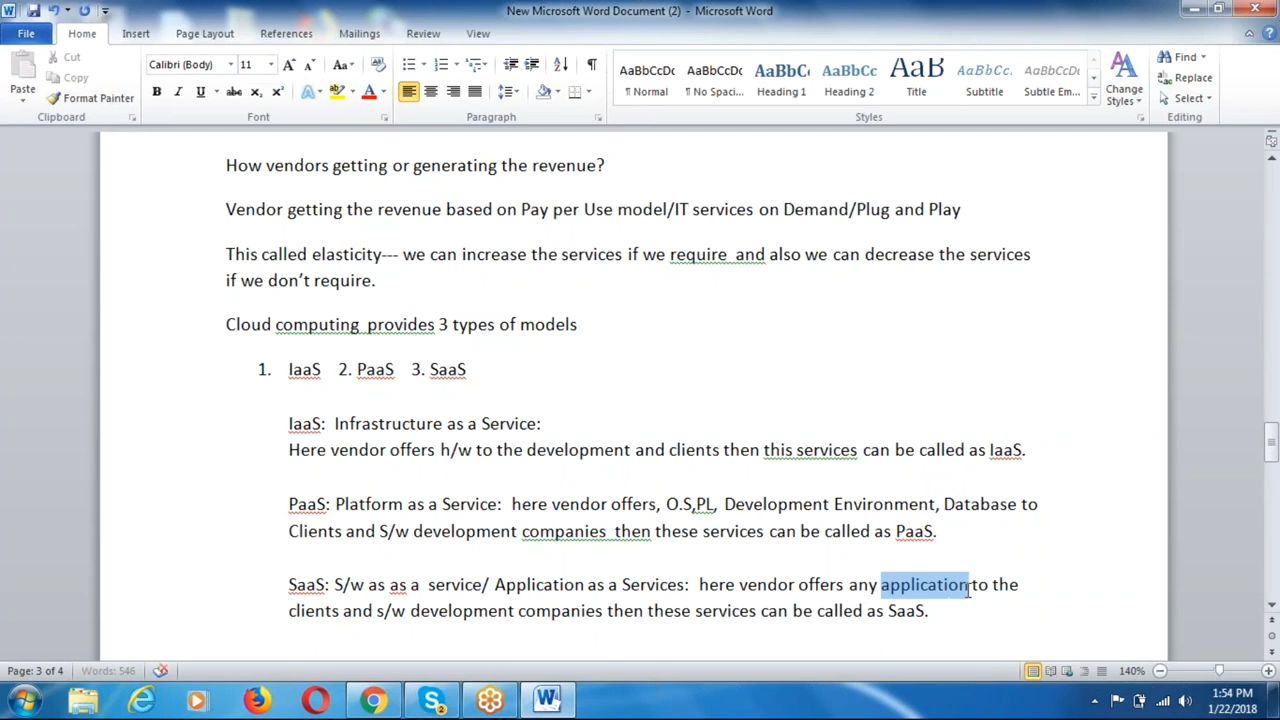 New Microsoft Word Document (2) - Microsoft Word
File Home Insert Page Layout References Mailings Review View
Paste Cut Copy Format Painter
Calibri (Body) 11
AaBbCcDc AaBbCcDc AaBbC AaBbCc AaB AaBbCc. AaBbCcDc
¶ Normal ¶ No Spaci... Heading 1 Heading 2 Title Subtitle Subtle Em...
Change Styles
Find Replace Select
Clipboard Font Paragraph Styles Editing
How vendors getting or generating the revenue?
Vendor getting the revenue based on Pay per Use model/IT services on Demand/Plug and Play
This called elasticity--- we can increase the services if we require and also we can decrease the services
if we don’t require.
Cloud computing provides 3 types of models
1. IaaS 2. PaaS 3. SaaS
IaaS: Infrastructure as a Service:
Here vendor offers h/w to the development and clients then this services can be called as IaaS.
PaaS: Platform as a Service: here vendor offers, O.S,PL, Development Environment, Database to
Clients and S/w development companies then these services can be called as PaaS.
SaaS: S/w as as a service/ Application as a Services: here vendor offers any application to the
clients and s/w development companies then these services can be called as SaaS.
Page: 3 of 4 Words: 546 140%
1:54 PM
1/22/2018